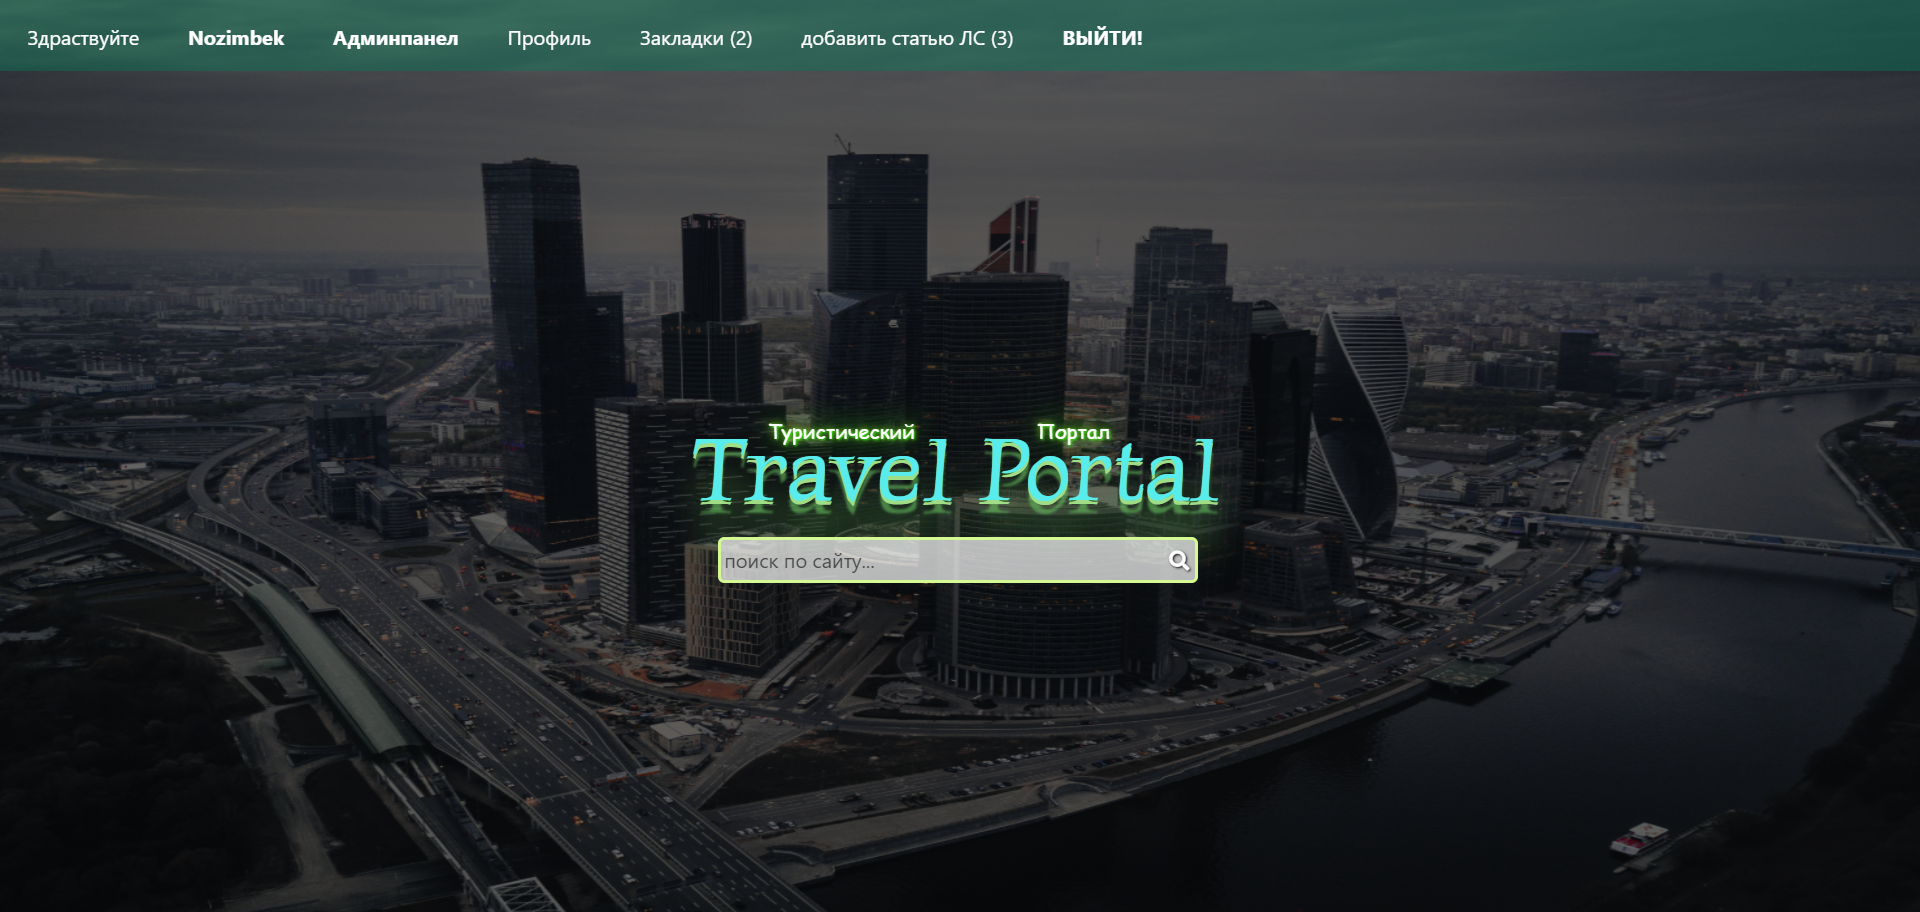 Здраствуйте Nozimbek Админпанел Профиль Закладки (2) добавить статью ЛС (3) ВЫЙТИ!
Туристический Портал
Travel Portal
поиск по сайту...